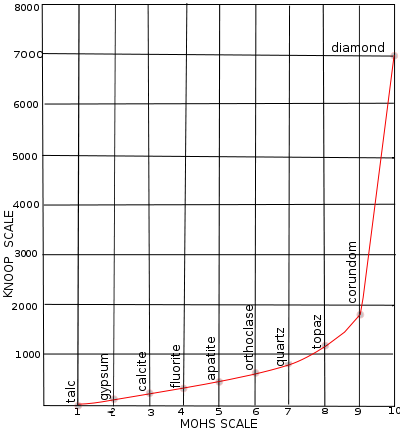 8000
7000
6000
5000
4000
3000
2000
1000
KNOOP SCALE
talc
gypsum
calcite
fluorite
apatite
orthoclase
quartz
topaz
corundom
diamond
1 2 3 4 5 6 7 8 9 10
MOHS SCALE